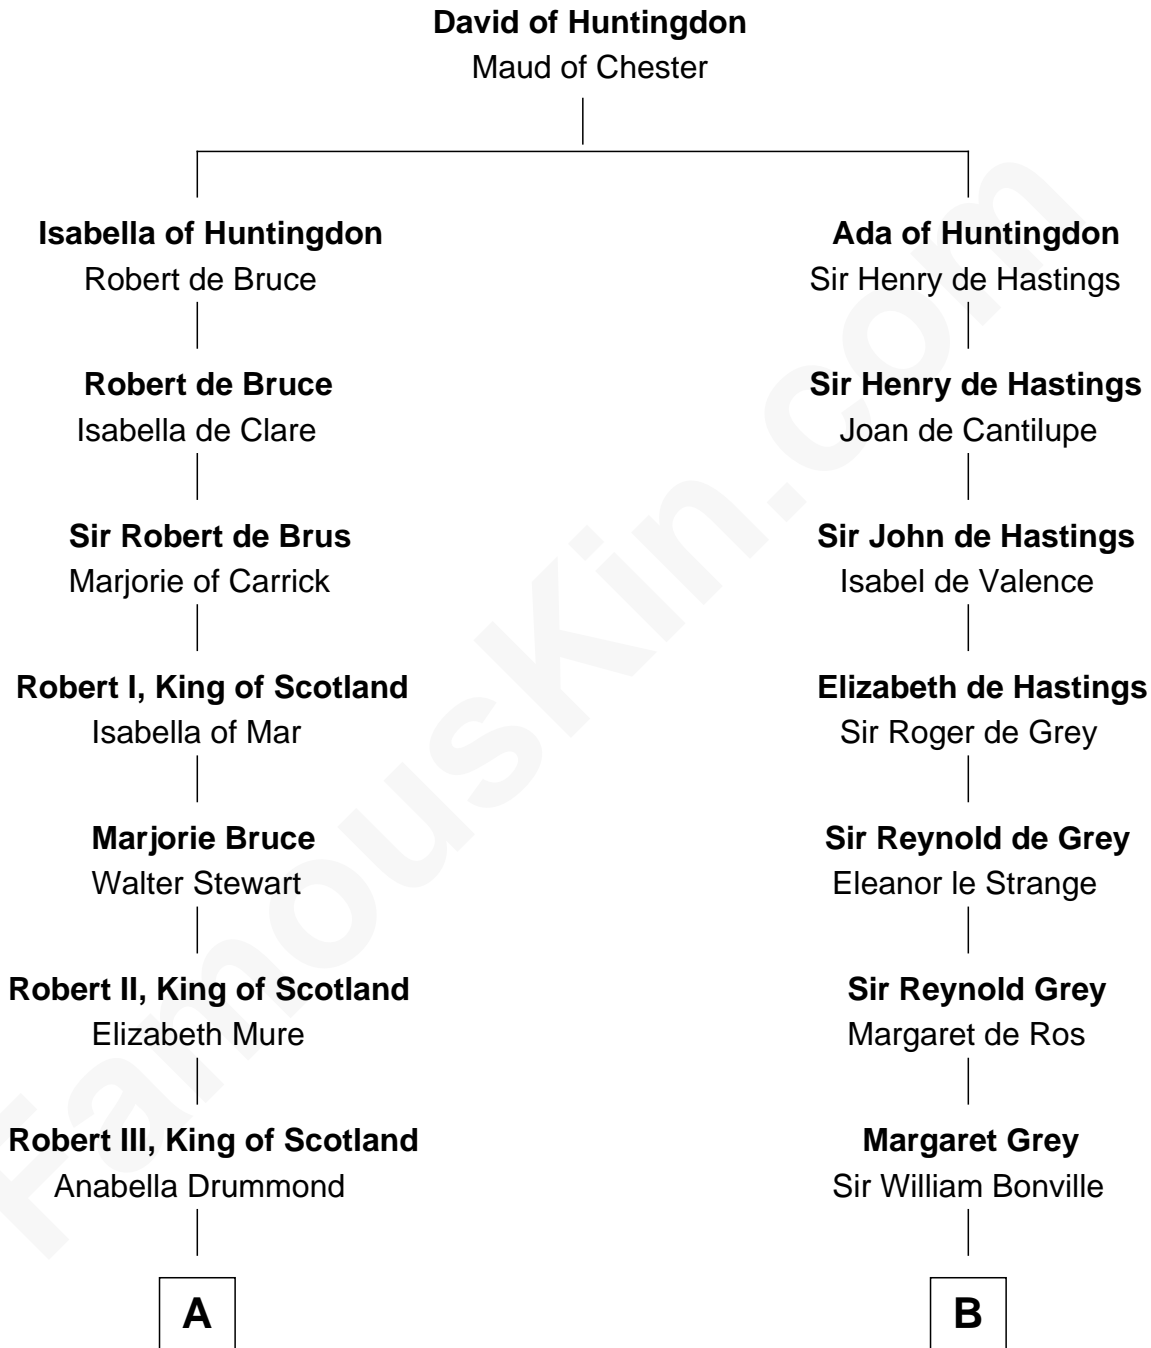 David of Huntingdon
Maud of Chester
Isabella of Huntingdon
Robert de Bruce
Robert de Bruce
Isabella de Clare
Sir Robert de Brus
Marjorie of Carrick
Robert I, King of Scotland
Isabella of Mar
Marjorie Bruce
Walter Stewart
Robert II, King of Scotland
Elizabeth Mure
Robert III, King of Scotland
Anabella Drummond
A
Ada of Huntingdon
Sir Henry de Hastings
Sir Henry de Hastings
Joan de Cantilupe
Sir John de Hastings
Isabel de Valence
Elizabeth de Hastings
Sir Roger de Grey
Sir Reynold de Grey
Eleanor le Strange
Sir Reynold Grey
Margaret de Ros
Margaret Grey
Sir William Bonville
B
FamousKin.com